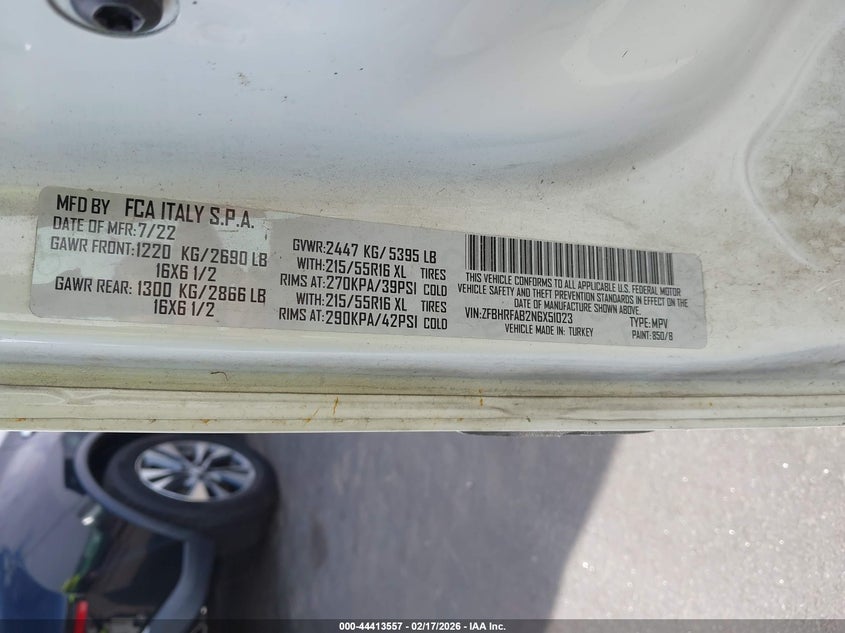 MFD BY FCA ITALY S.P.A.
DATE OF MFR: 7/22
GAWR FRONT: 1220 KG/2690 LB
16X6 1/2
GAWR REAR: 1300 KG/2866 LB
16X6 1/2
GVWR: 2447 KG/ 5395 LB
WITH: 215/55R16 XL TIRES
RIMS AT: 270KPA/39PSI COLD
WITH: 215/55R16 XL TIRES
RIMS AT: 290KPA/42PSI COLD
THIS VEHICLE CONFORMS TO ALL APPLICABLE U.S. FEDERAL MOTOR
VEHICLE SAFETY AND THEFT PREVENTION STANDARDS IN EFFECT ON THE
DATE OF MANUFACTURE SHOWN ABOVE.
VIN: ZFBHRFAB2N6X51023 TYPE: MPV
VEHICLE MADE IN: TURKEY PAINT: 850/8
000-44413557 | 02/17/2026 | IAA Inc.